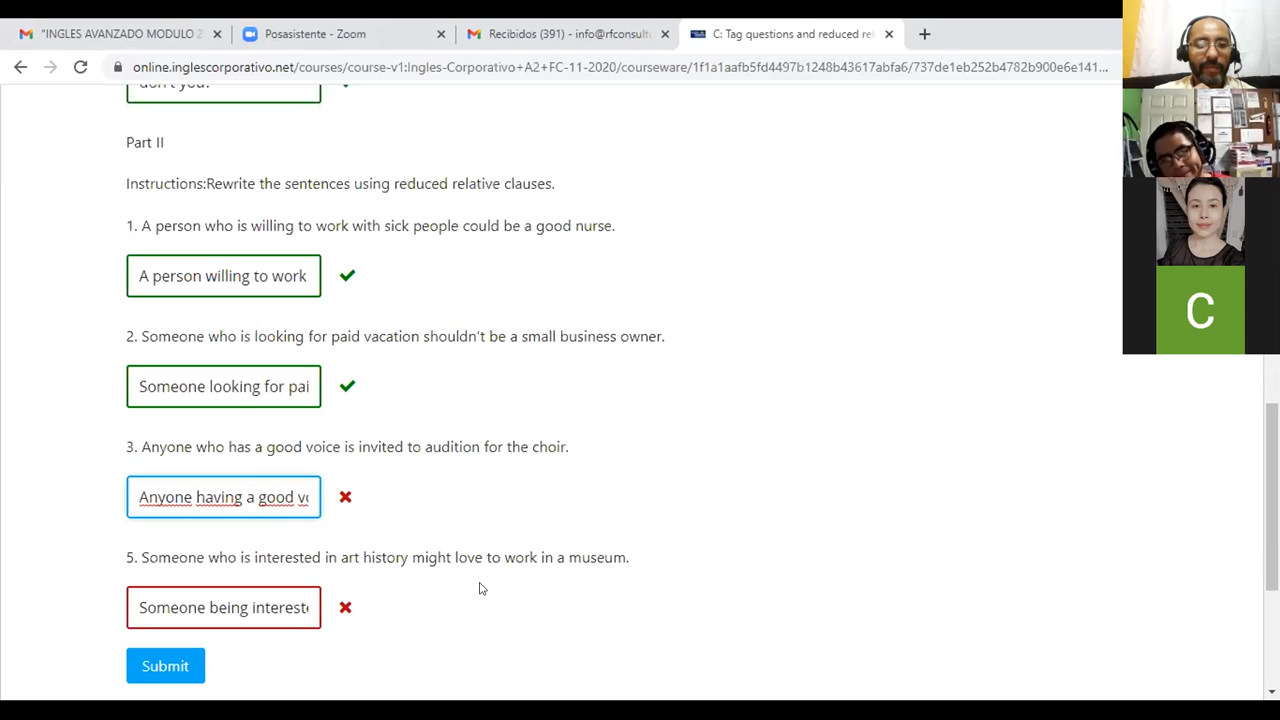 "INGLES AVANZADO MODULO 2
Posasistente - Zoom
Recibidos (391) - info@rfconsult
C: Tag questions and reduced rel
online.inglescorporativo.net/courses/course-v1:Ingles-Corporativo+A2+FC-11-2020/courseware/1f1a1aafb5fd4497b1248b43617abfa6/737de1eb252b4782b900e6e141...
don't you?
Part II
Instructions:Rewrite the sentences using reduced relative clauses.
1. A person who is willing to work with sick people could be a good nurse.
A person willing to work
2. Someone who is looking for paid vacation shouldn't be a small business owner.
Someone looking for pai
3. Anyone who has a good voice is invited to audition for the choir.
Anyone having a good vo
5. Someone who is interested in art history might love to work in a museum.
Someone being intereste
Submit
C